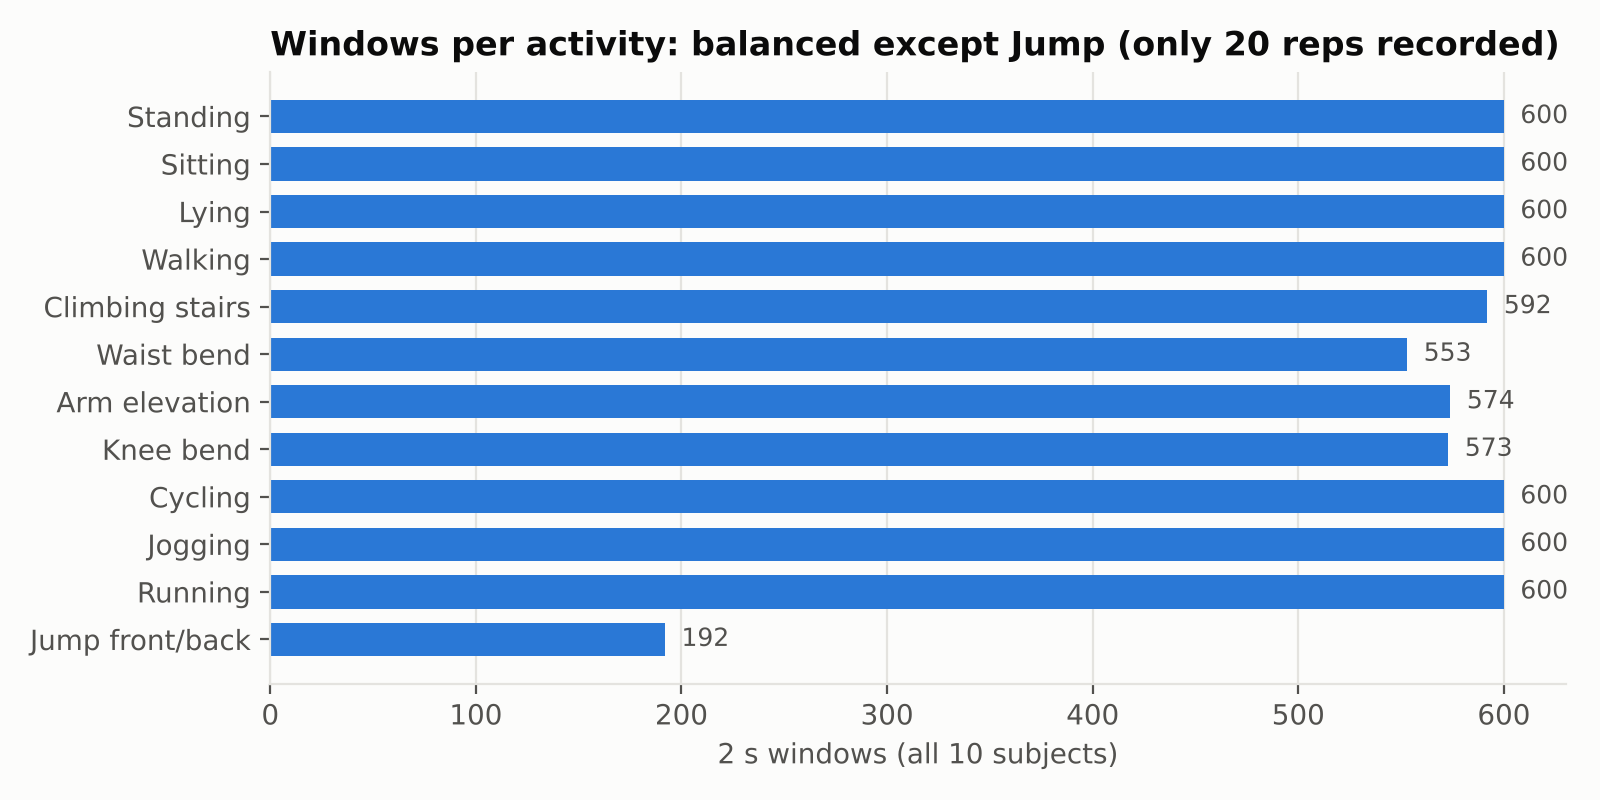 Windows per activity: balanced except Jump (only 20 reps recorded)
Standing 600
Sitting 600
Lying 600
Walking 600
Climbing stairs 592
Waist bend 553
Arm elevation 574
Knee bend 573
Cycling 600
Jogging 600
Running 600
Jump front/back 192
0 100 200 300 400 500 600
2 s windows (all 10 subjects)